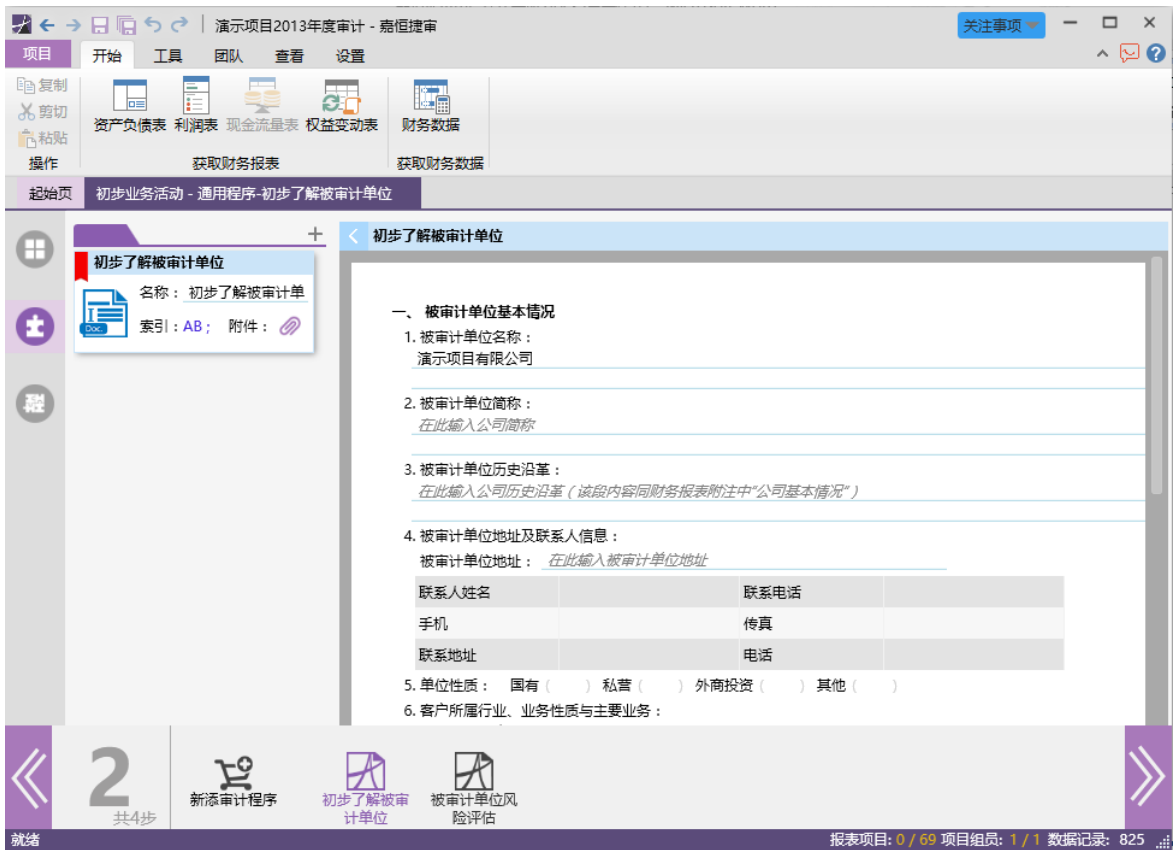 演示项目2013年度审计 - 嘉恒捷审
关注事项
项目 开始 工具 团队 查看 设置
复制
剪切
粘贴
资产负债表 利润表 现金流量表 权益变动表 财务数据
操作 获取财务报表 获取财务数据
起始页 初步业务活动 - 通用程序-初步了解被审计单位
初步了解被审计单位
名称： 初步了解被审计单
索引：AB； 附件：
Doc.
初步了解被审计单位
一、 被审计单位基本情况
1. 被审计单位名称：
演示项目有限公司
2. 被审计单位简称：
在此输入公司简称
3. 被审计单位历史沿革：
在此输入公司历史沿革（该段内容同财务报表附注中“公司基本情况”）
4. 被审计单位地址及联系人信息：
被审计单位地址： 在此输入被审计单位地址
联系人姓名 联系电话
手机 传真
联系地址 电话
5. 单位性质： 国有（ ）私营（ ）外商投资（ ）其他（ ）
6. 客户所属行业、业务性质与主要业务：
2
共4步
新添审计程序
初步了解被审
计单位
被审计单位风
险评估
就绪 报表项目: 0 / 69 项目组员: 1 / 1 数据记录: 825